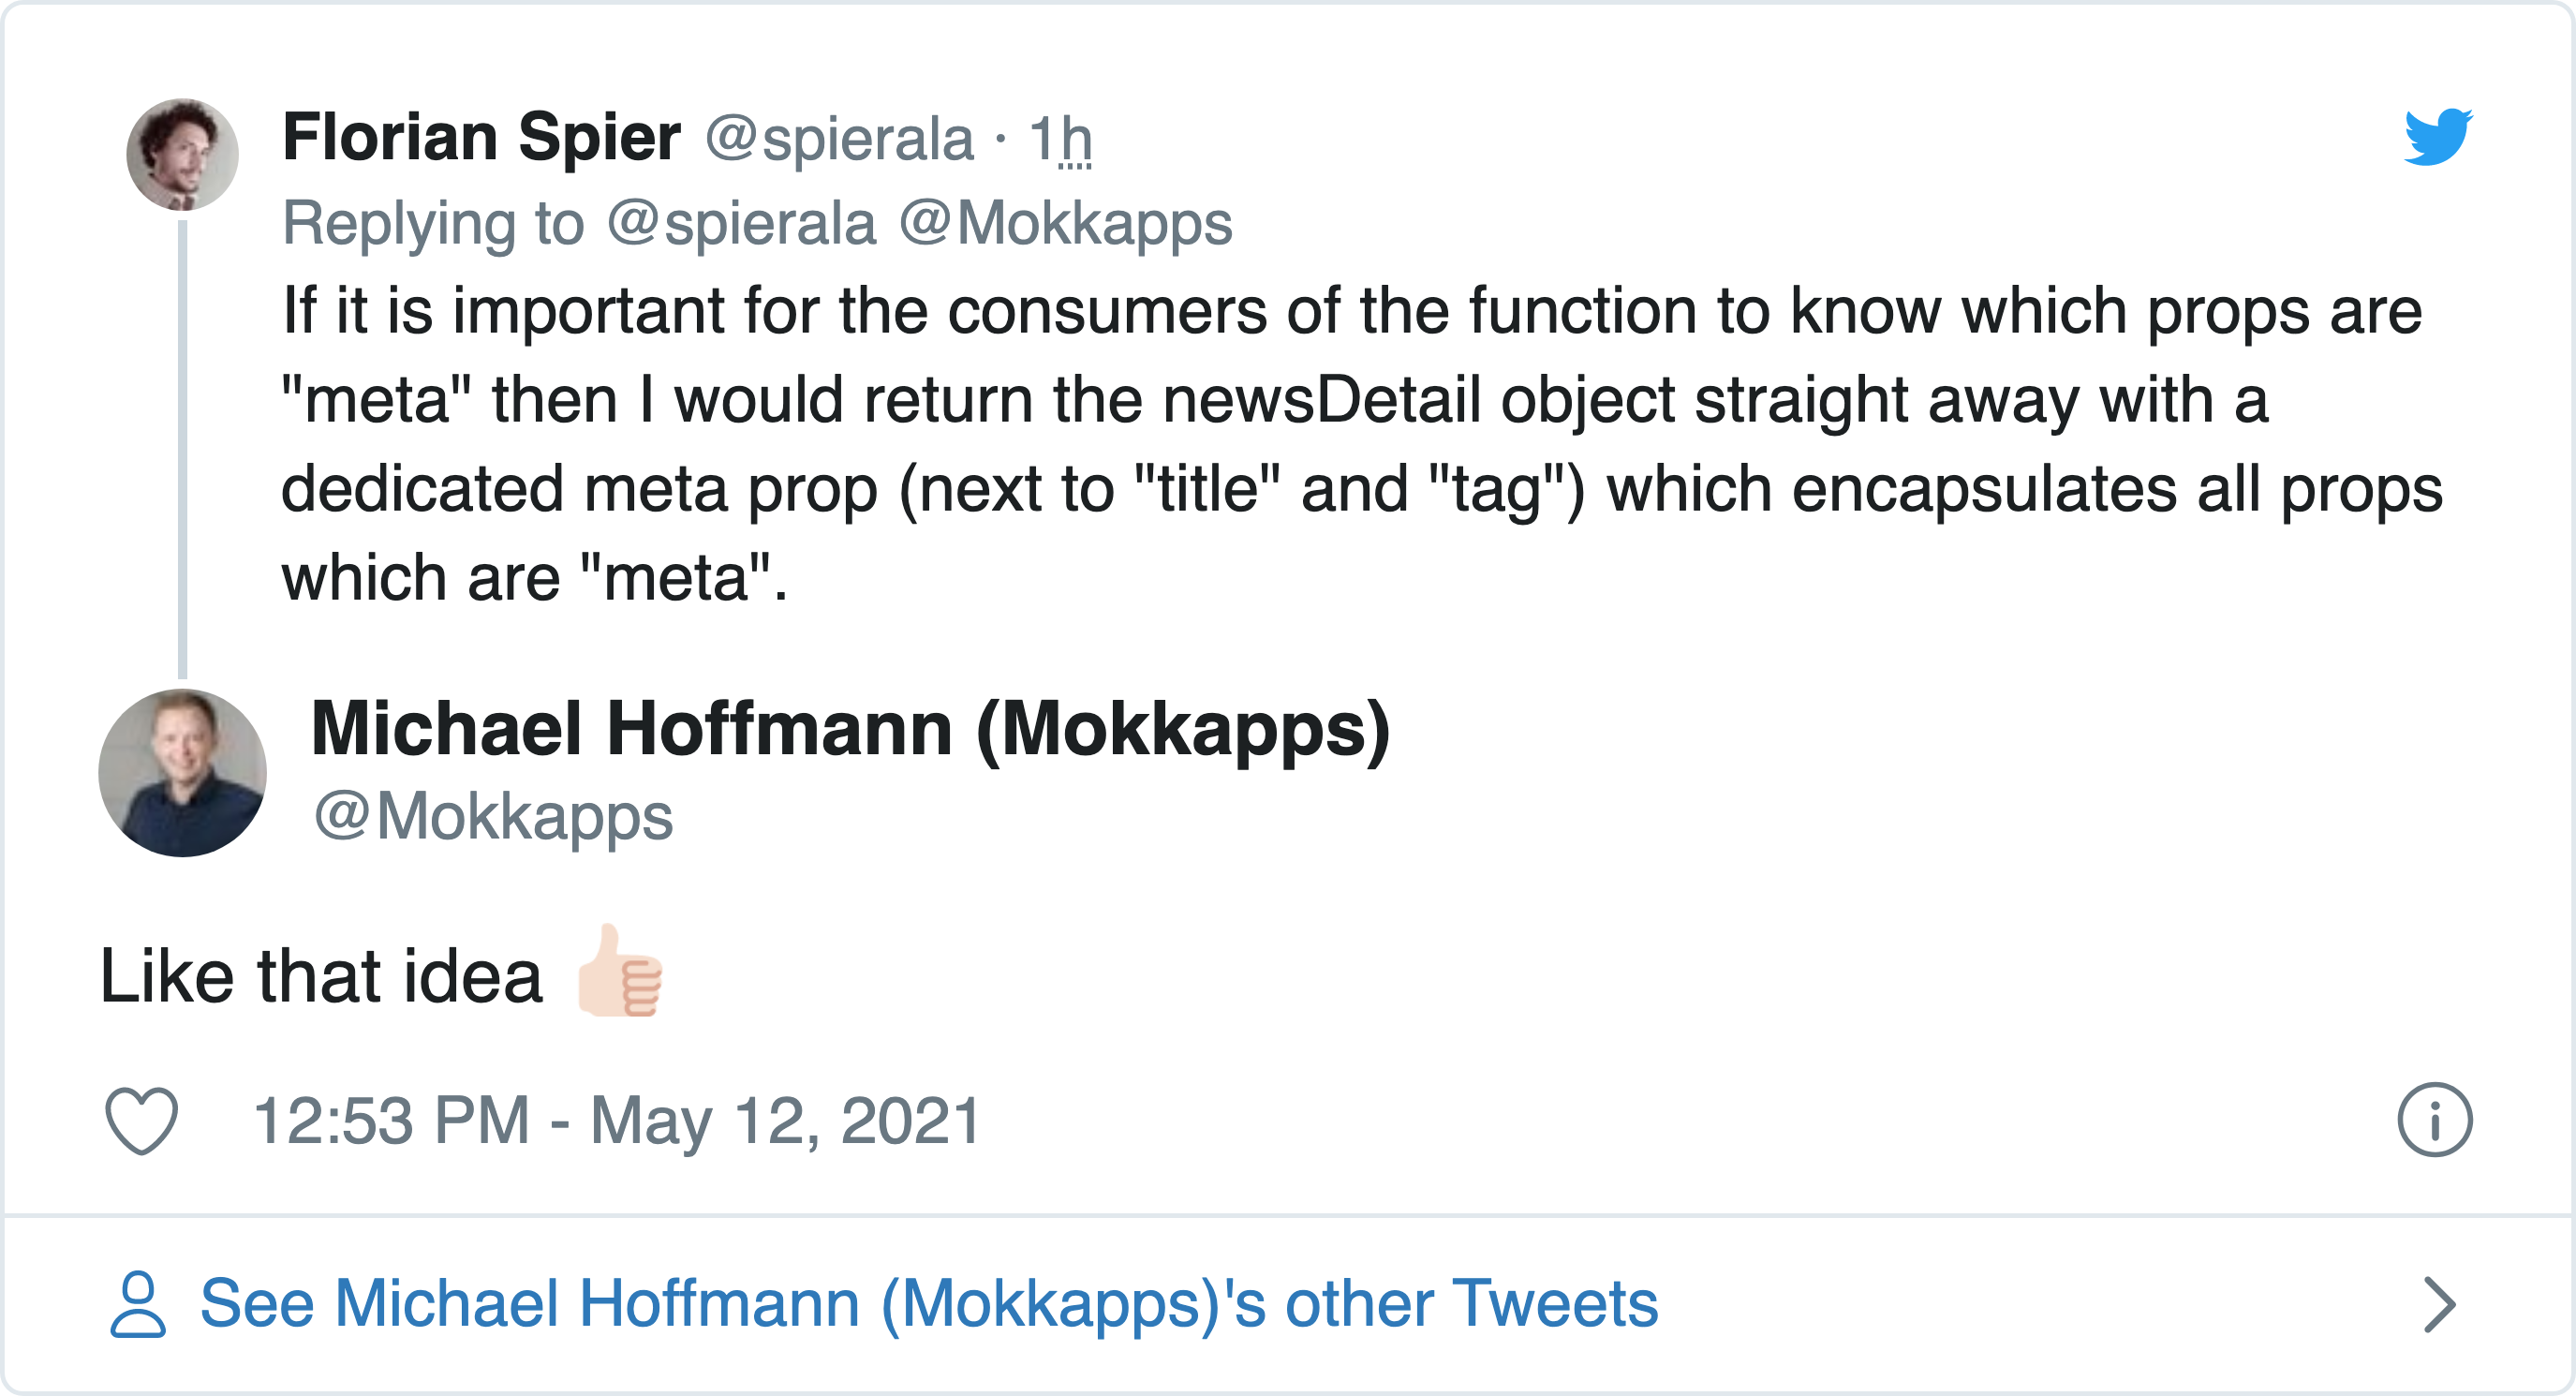 Florian Spier @spierala · 1h
Replying to @spierala @Mokkapps
If it is important for the consumers of the function to know which props are
"meta" then I would return the newsDetail object straight away with a
dedicated meta prop (next to "title" and "tag") which encapsulates all props
which are "meta".
Michael Hoffmann (Mokkapps)
@Mokkapps
Like that idea 👍🏻
12:53 PM - May 12, 2021
See Michael Hoffmann (Mokkapps)'s other Tweets